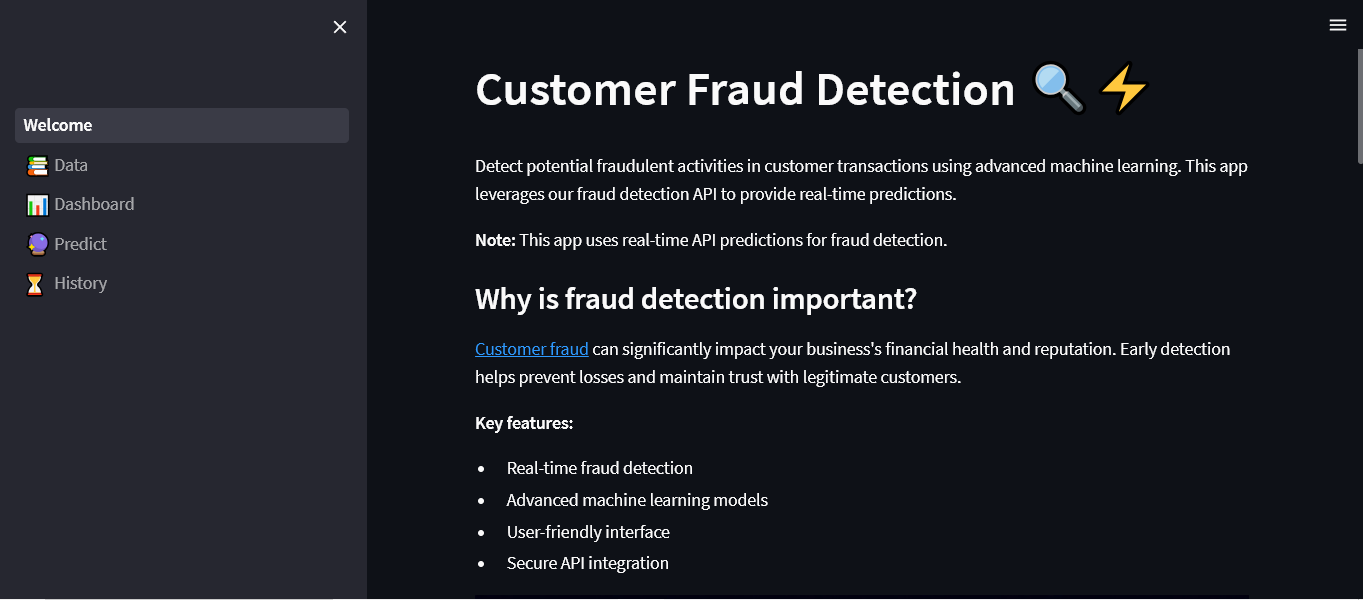 Welcome
Data
Dashboard
Predict
History
Customer Fraud Detection
Detect potential fraudulent activities in customer transactions using advanced machine learning. This app
leverages our fraud detection API to provide real-time predictions.
Note: This app uses real-time API predictions for fraud detection.
Why is fraud detection important?
Customer fraud can significantly impact your business's financial health and reputation. Early detection
helps prevent losses and maintain trust with legitimate customers.
Key features:
Real-time fraud detection
Advanced machine learning models
User-friendly interface
Secure API integration